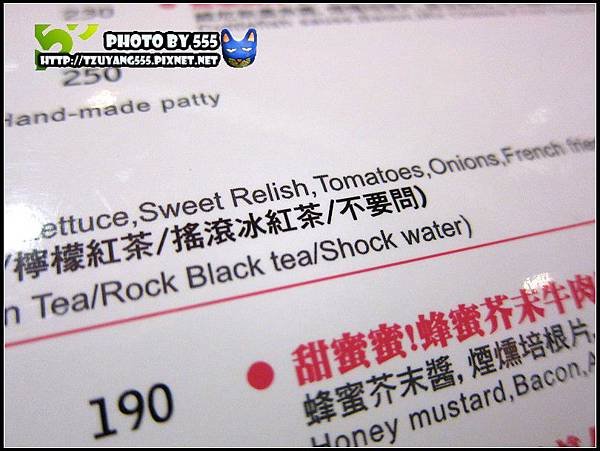 230
PHOTO BY 555
HTTP://TZUYANG555.PIXNET.NET
250
Hand-made patty
ettuce,Sweet Relish,Tomatoes,Onions,French frie
/檸檬紅茶/搖滾冰紅茶/不要問)
n Tea/Rock Black tea/Shock water)
甜蜜蜜!蜂蜜芥末牛肉
190
蜂蜜芥末醬,煙燻培根片,
Honey mustard,Bacon,A